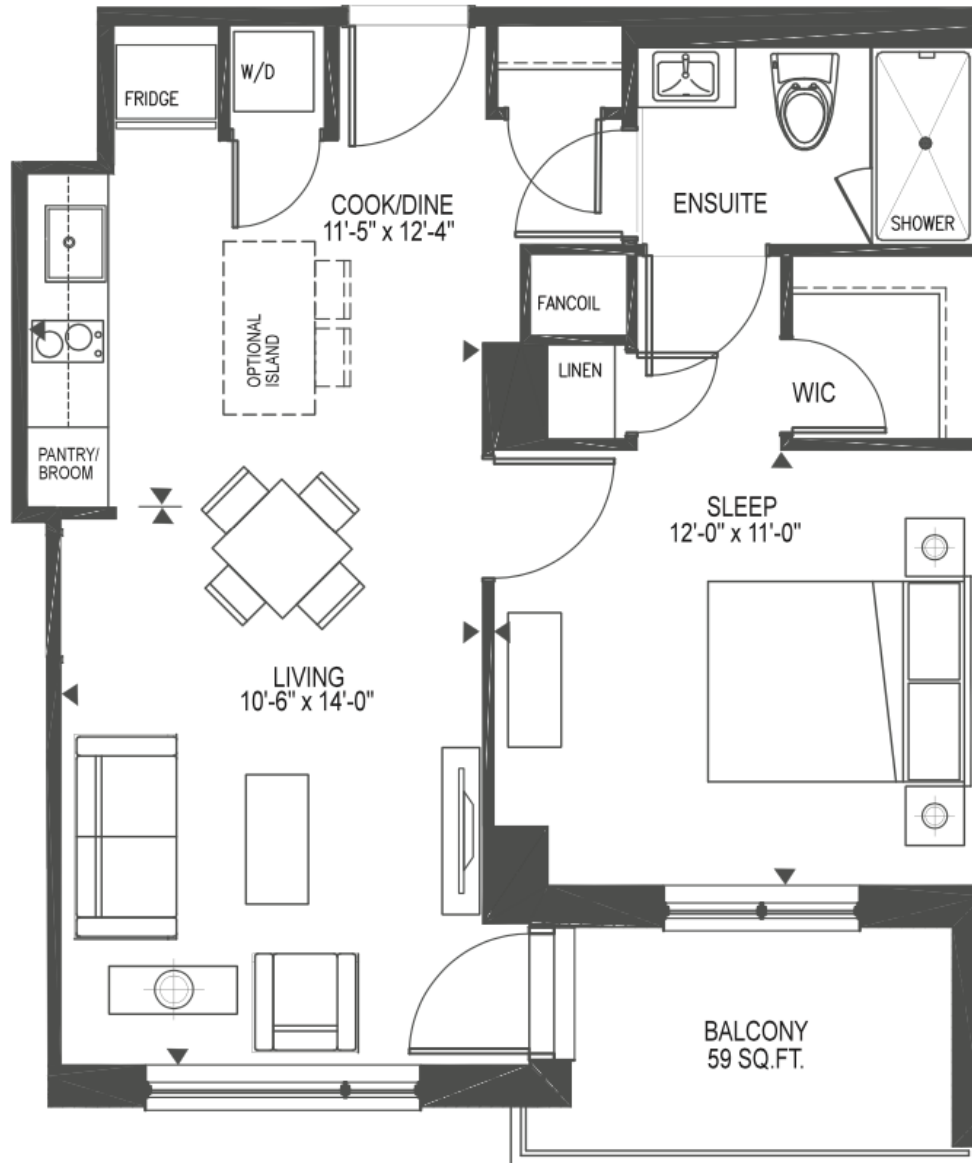 FRIDGE
W/D
COOK/DINE
11'-5" x 12'-4"
ENSUITE
SHOWER
FANCOIL
OPTIONAL
ISLAND
LINEN
WIC
PANTRY/
BROOM
SLEEP
12'-0" x 11'-0"
LIVING
10'-6" x 14'-0"
BALCONY
59 SQ.FT.